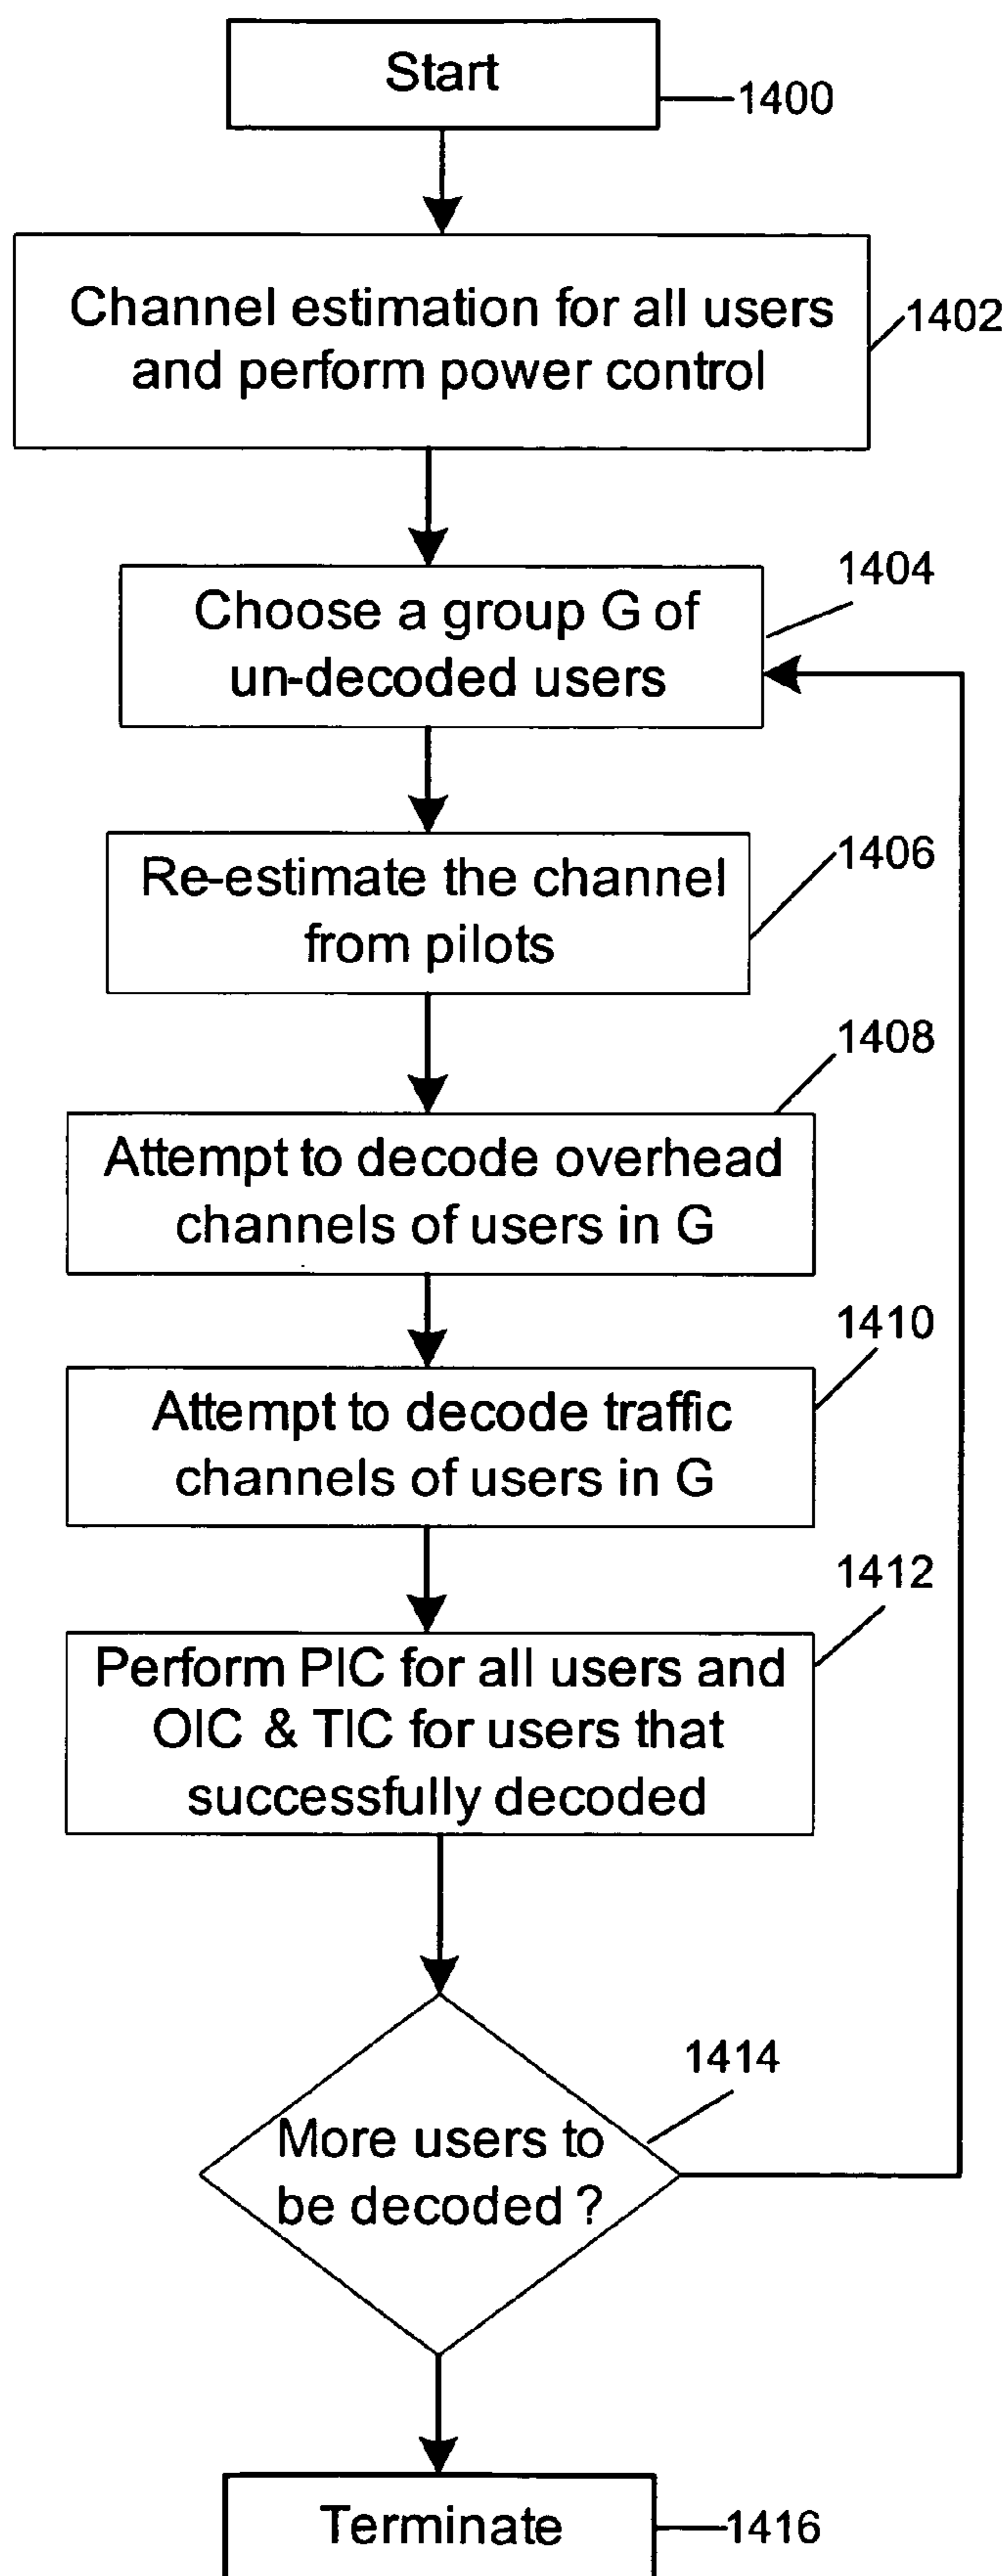 Start
1400
Channel estimation for all users
and perform power control
1402
1404
Choose a group G of
un-decoded users
1406
Re-estimate the channel
from pilots
1408
Attempt to decode overhead
channels of users in G
1410
Attempt to decode traffic
channels of users in G
1412
Perform PIC for all users and
OIC & TIC for users that
successfully decoded
1414
More users to
be decoded ?
Terminate
1416